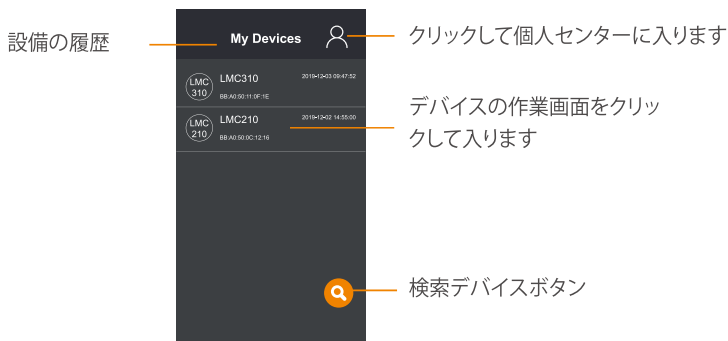 設備の履歴
My Devices
クリックして個人センターに入ります
LMC
310
LMC310
2019-12-03 09:47:52
BB:A0:50:11:0F:1E
LMC
210
LMC210
2019-12-02 14:55:00
BB:A0:50:0C:12:16
デバイスの作業画面をクリッ
クして入ります
検索デバイスボタン